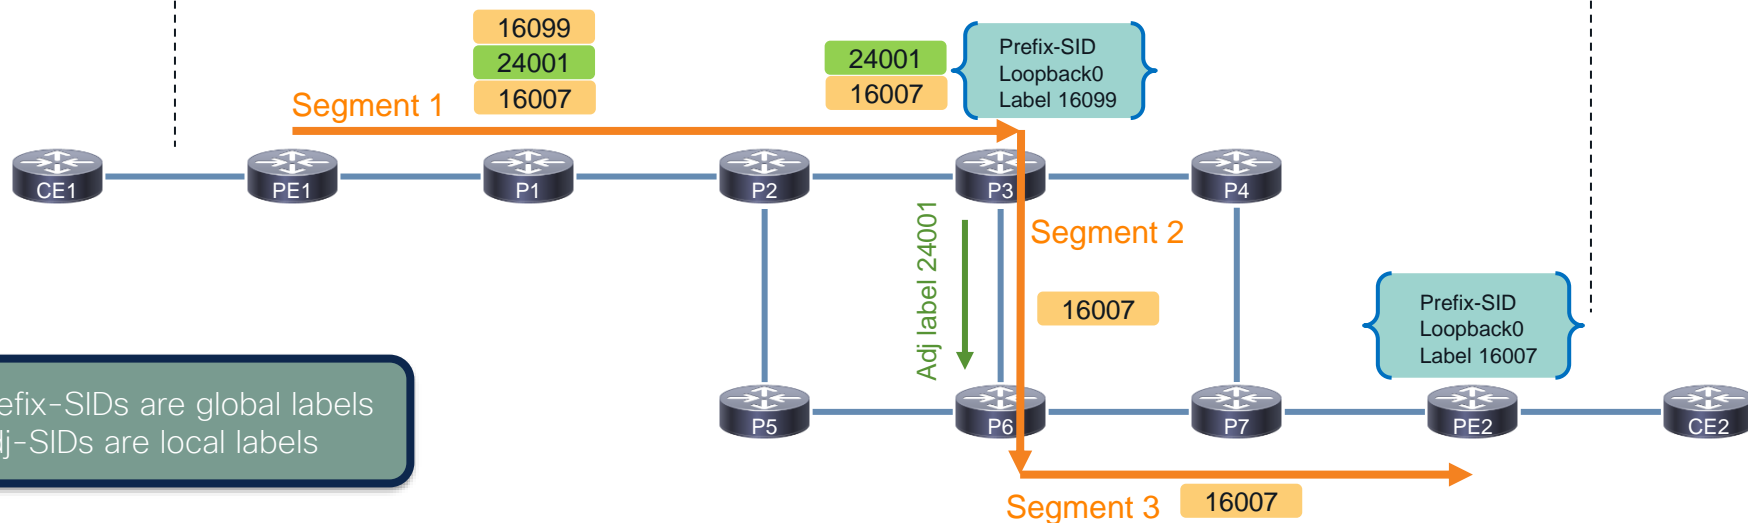 16099
24001
16007
24001
16007
Prefix-SID
Loopback0
Label 16099
Segment 1
CE1
PE1
P1
P2
P3
P4
Adj label 24001
Segment 2
16007
Prefix-SID
Loopback0
Label 16007
efix-SIDs are global labels
dj-SIDs are local labels
P5
P6
P7
PE2
CE2
Segment 3
16007